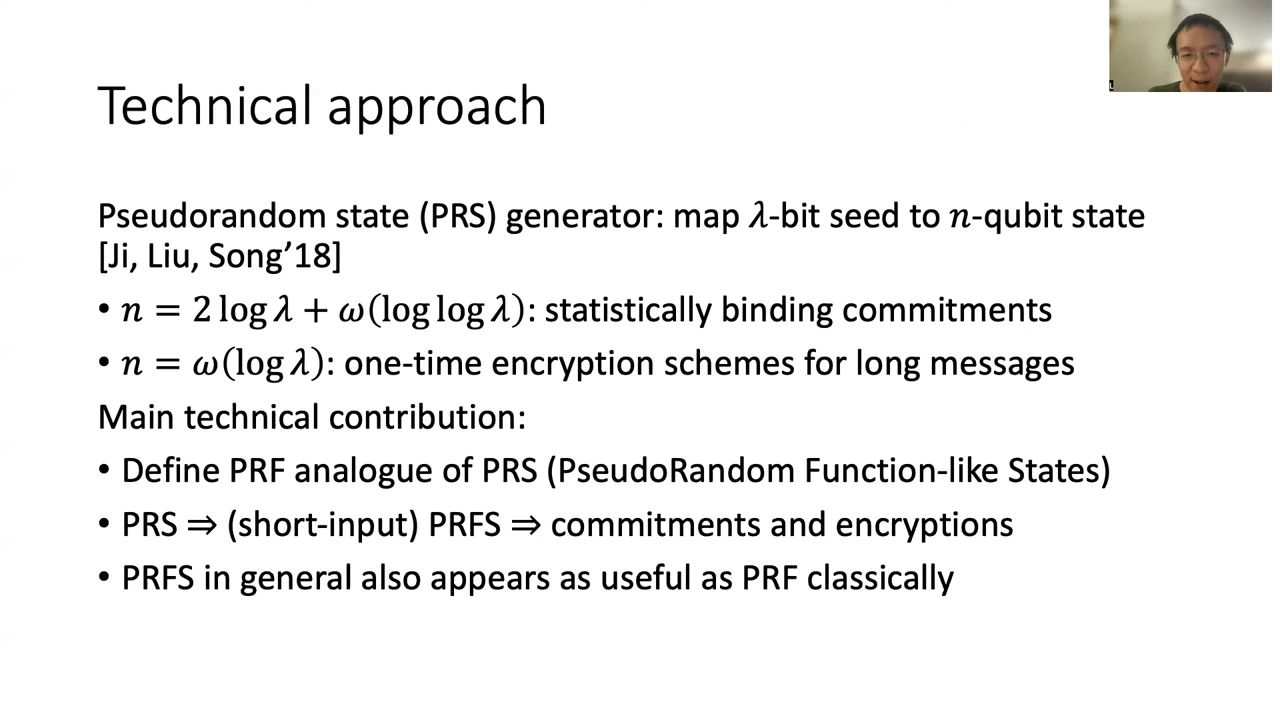 Technical approach
Pseudorandom state (PRS) generator: map λ-bit seed to n-qubit state
[Ji, Liu, Song’18]
• n = 2 log λ + ω(log log λ): statistically binding commitments
• n = ω(log λ): one-time encryption schemes for long messages
Main technical contribution:
• Define PRF analogue of PRS (PseudoRandom Function-like States)
• PRS ⇒ (short-input) PRFS ⇒ commitments and encryptions
• PRFS in general also appears as useful as PRF classically